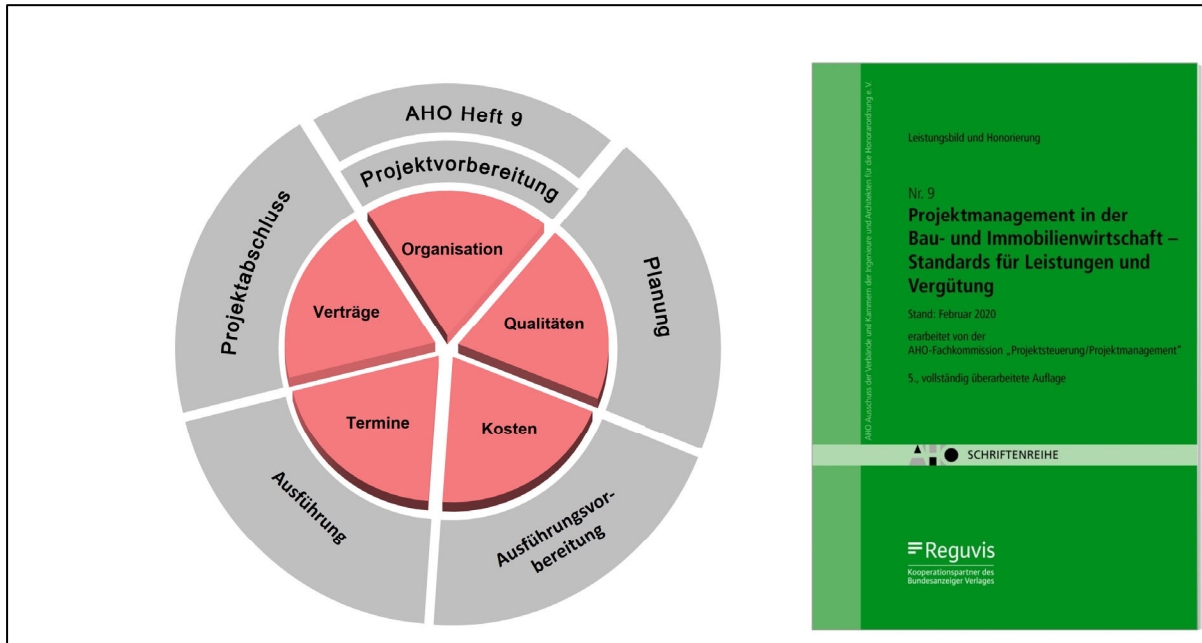 AHO Heft 9
Projektvorbereitung
Organisation
Projektabschluss
Verträge
Qualitäten
Planung
Termine
Kosten
Ausführung
Ausführungsvor-
bereitung
AHO Ausschuss der Verbände und Kammern der Ingenieure und Architekten für die Honorarordnung e. V.
Leistungsbild und Honorierung
Nr. 9
Projektmanagement in der
Bau- und Immobilienwirtschaft –
Standards für Leistungen und
Vergütung
Stand: Februar 2020
erarbeitet von der
AHO-Fachkommission „Projektsteuerung/Projektmanagement“
5., vollständig überarbeitete Auflage
AHO SCHRIFTENREIHE
Reguvis
Kooperationspartner des
Bundesanzeiger Verlages